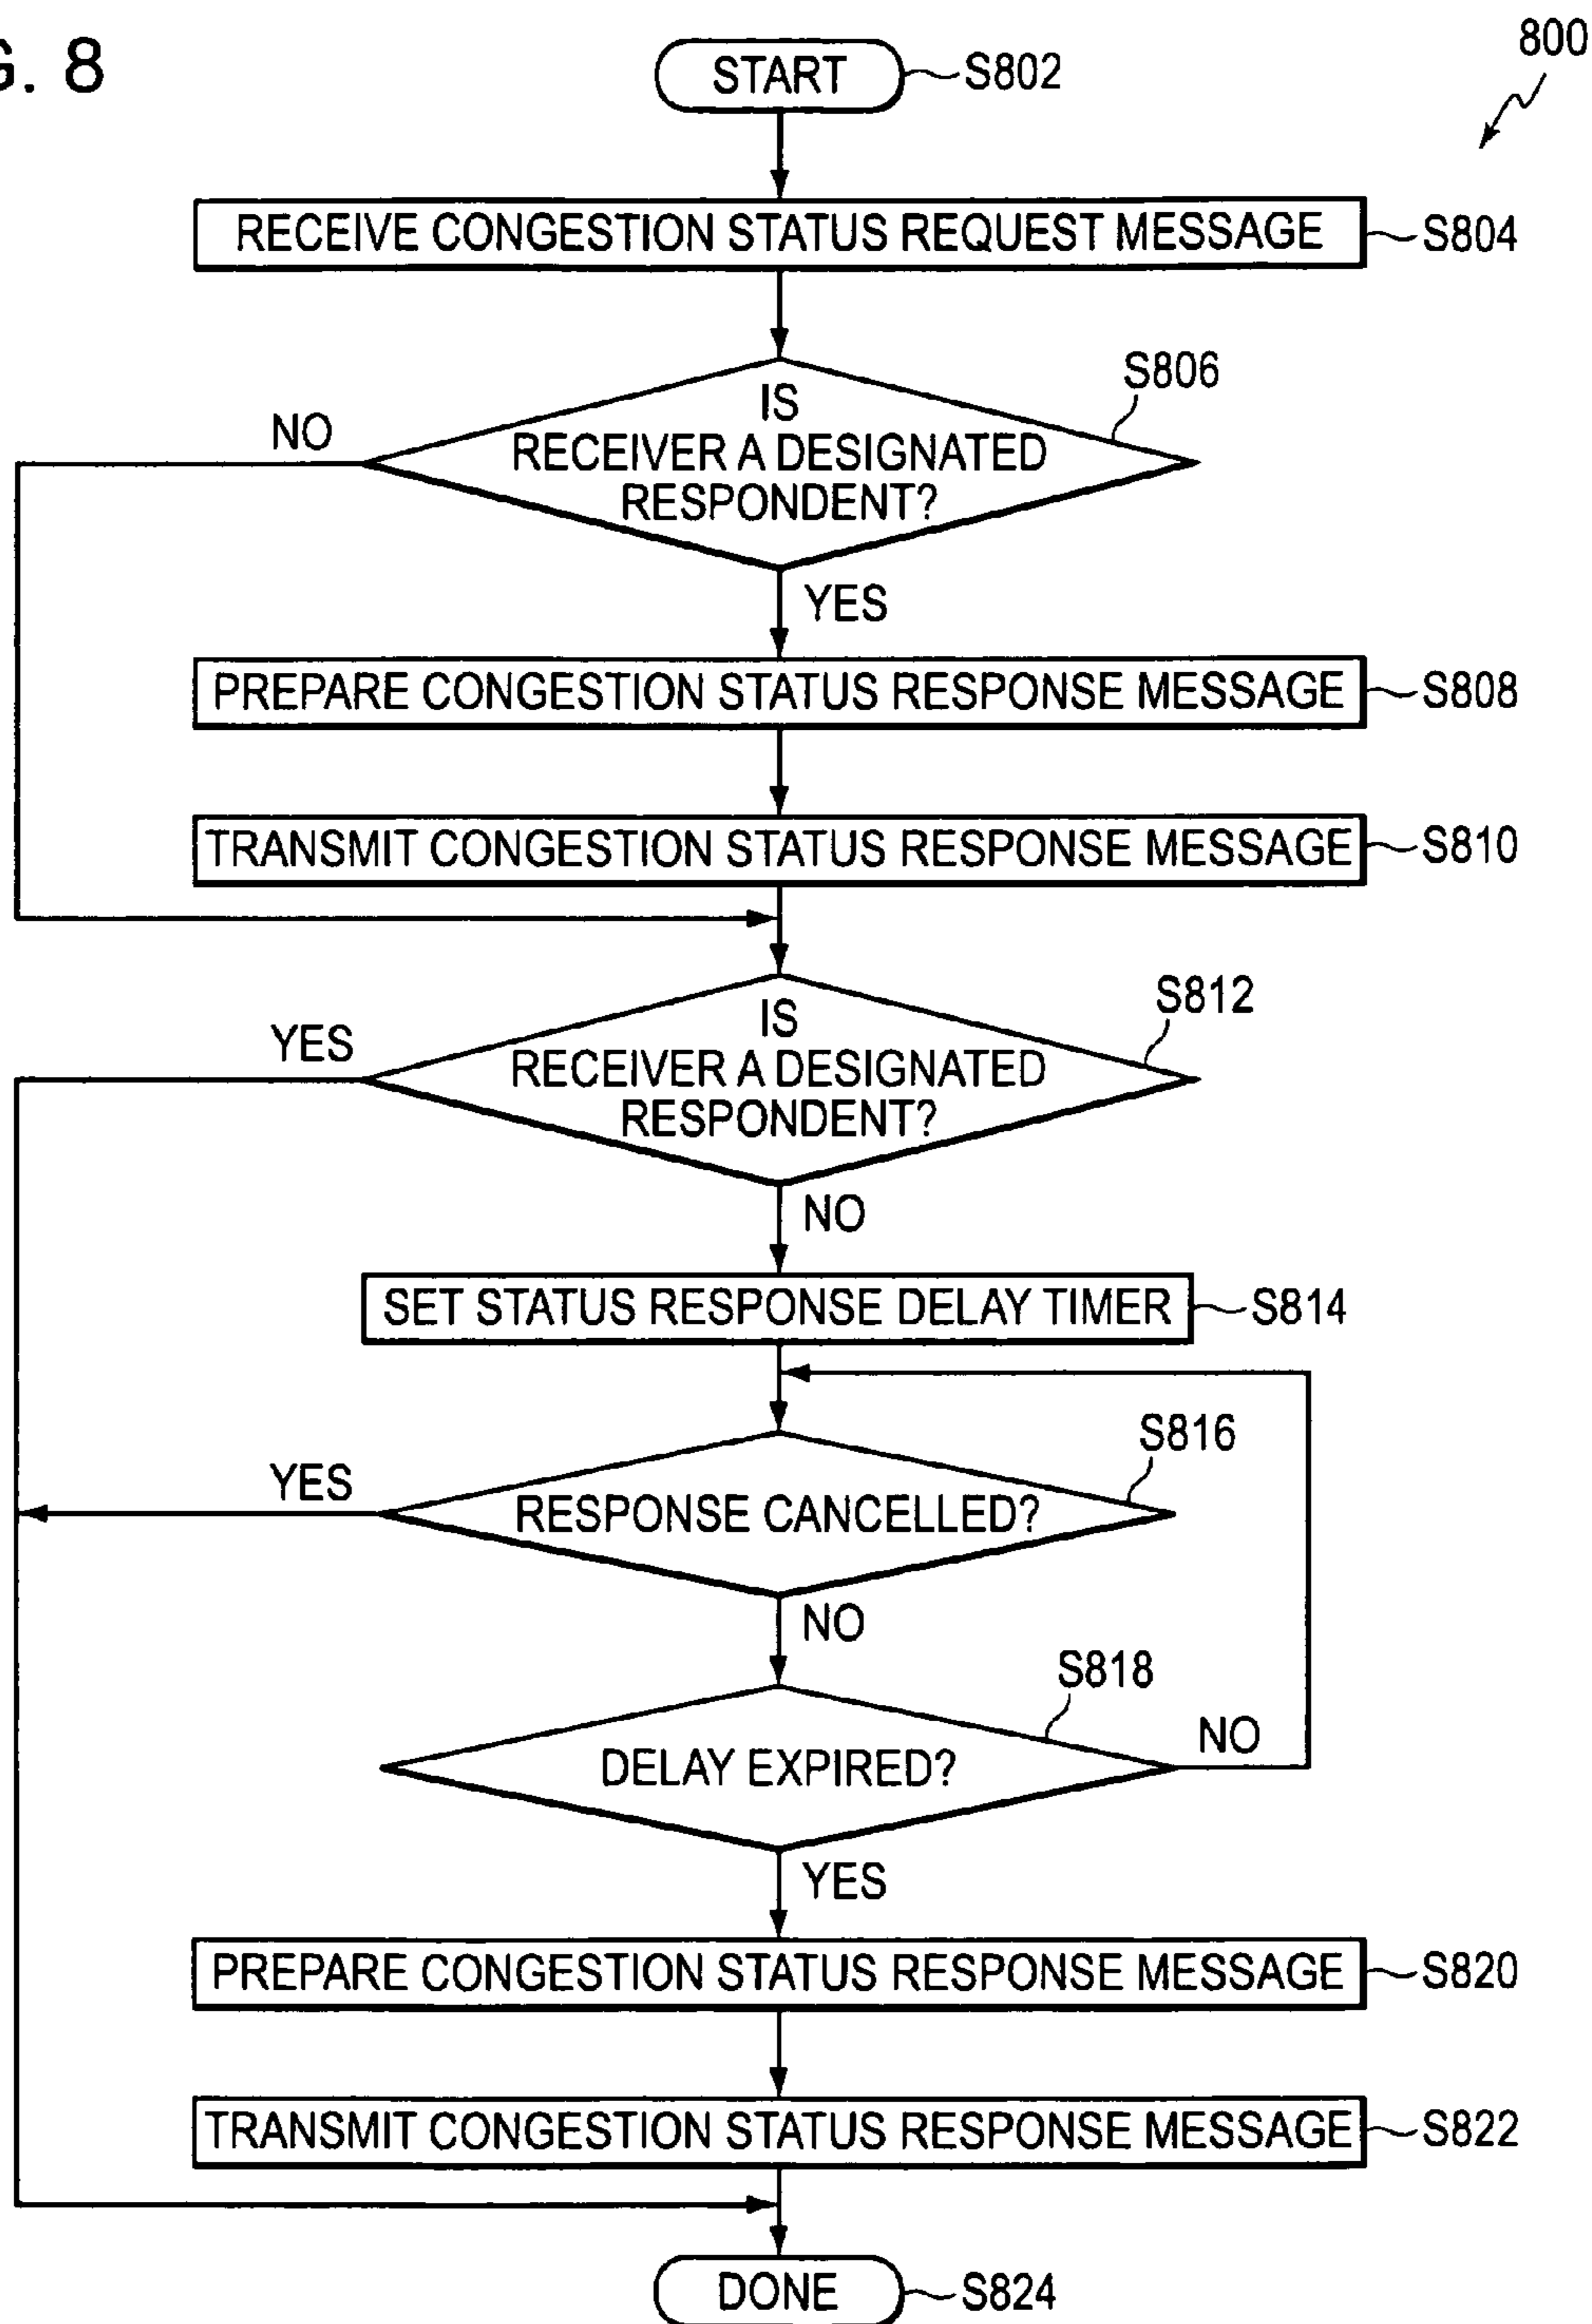 G. 8
800
START
S802
RECEIVE CONGESTION STATUS REQUEST MESSAGE
S804
S806
IS
RECEIVER A DESIGNATED
RESPONDENT?
NO
YES
PREPARE CONGESTION STATUS RESPONSE MESSAGE
S808
TRANSMIT CONGESTION STATUS RESPONSE MESSAGE
S810
S812
IS
RECEIVER A DESIGNATED
RESPONDENT?
YES
NO
SET STATUS RESPONSE DELAY TIMER
S814
S816
YES
RESPONSE CANCELLED?
NO
S818
DELAY EXPIRED?
NO
YES
PREPARE CONGESTION STATUS RESPONSE MESSAGE
S820
TRANSMIT CONGESTION STATUS RESPONSE MESSAGE
S822
DONE
S824